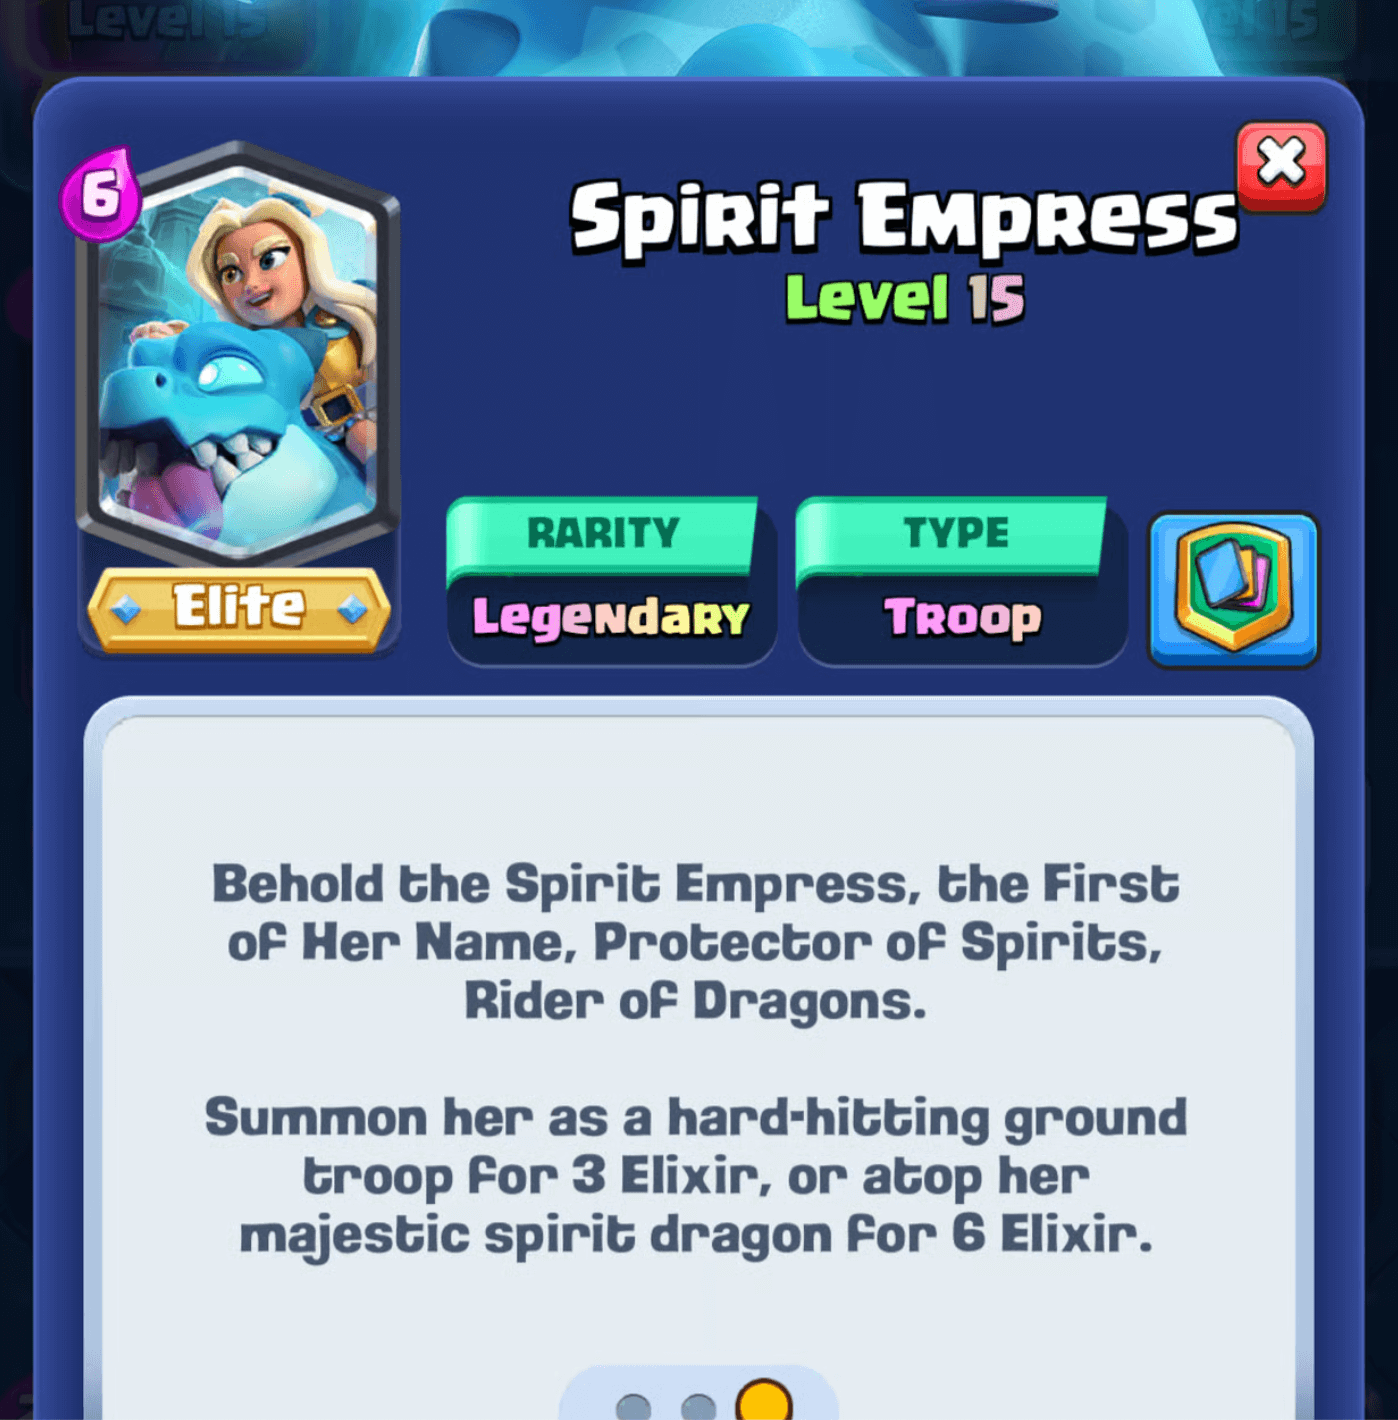 Level 15
6
Spirit Empress
Level 15
RARITY
TYPE
Legendary
Troop
Elite
Behold the Spirit Empress, the First
of Her Name, Protector of Spirits,
Rider of Dragons.
Summon her as a hard-hitting ground
troop for 3 Elixir, or atop her
majestic spirit dragon for 6 Elixir.